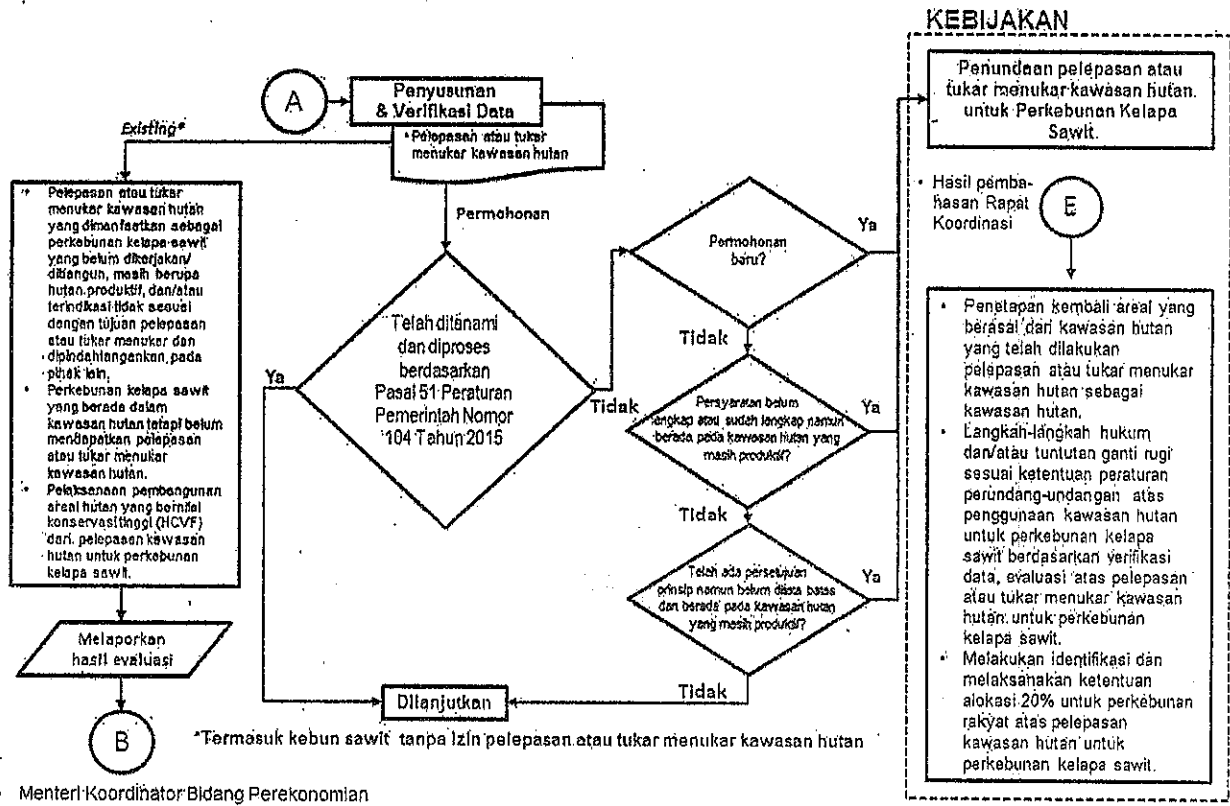 KEBIJAKAN
A
Penyusunan
& Verifikasi Data
• Pelepasan atau tukar
menukar kawasan hutan
Existing*
Permohonan
• Pelepasan atau tukar
menukar kawasan hutan
yang dimanfaatkan sebagai
perkebunan kelapa sawit
yang belum dikerjakan/
dibangun, masih berupa
hutan produktif, dan/atau
terindikasi tidak sesuai
dengan tujuan pelepasan
atau tukar menukar dan
dipindahtangankan pada
pihak lain.
• Perkebunan kelapa sawit
yang berada dalam
kawasan hutan tetapi belum
mendapatkan pelepasan
atau tukar menukar
kawasan hutan.
• Pelaksanaan pembangunan
areal hutan yang bernilai
konservasi tinggi (HCVF)
dari pelepasan kawasan
hutan untuk perkebunan
kelapa sawit.
Melaporkan
hasil evaluasi
B
Ya
Telah ditanami
dan diproses
berdasarkan
Pasal 51 Peraturan
Pemerintah Nomor
104 Tahun 2015
Tidak
Permohonan
baru?
Ya
Tidak
Persyaratan belum
lengkap atau sudah lengkap namun
berada pada kawasan hutan yang
masih produktif?
Ya
Tidak
Telah ada persetujuan
prinsip namun belum ditata batas
dan berada pada kawasan hutan
yang masih produktif?
Ya
Tidak
Dilanjutkan
*Termasuk kebun sawit tanpa izin pelepasan atau tukar menukar kawasan hutan
Penundaan pelepasan atau
tukar menukar kawasan hutan
untuk Perkebunan Kelapa
Sawit.
• Hasil pemba-
hasan Rapat
Koordinasi
E
• Penetapan kembali areal yang
berasal dari kawasan hutan
yang telah dilakukan
pelepasan atau tukar menukar
kawasan hutan sebagai
kawasan hutan.
• Langkah-langkah hukum
dan/atau tuntutan ganti rugi
sesuai ketentuan peraturan
perundang-undangan atas
penggunaan kawasan hutan
untuk perkebunan kelapa
sawit berdasarkan verifikasi
data, evaluasi atas pelepasan
atau tukar menukar kawasan
hutan untuk perkebunan
kelapa sawit.
• Melakukan identifikasi dan
melaksanakan ketentuan
alokasi 20% untuk perkebunan
rakyat atas pelepasan
kawasan hutan untuk
perkebunan kelapa sawit.
Menteri Koordinator Bidang Perekonomian